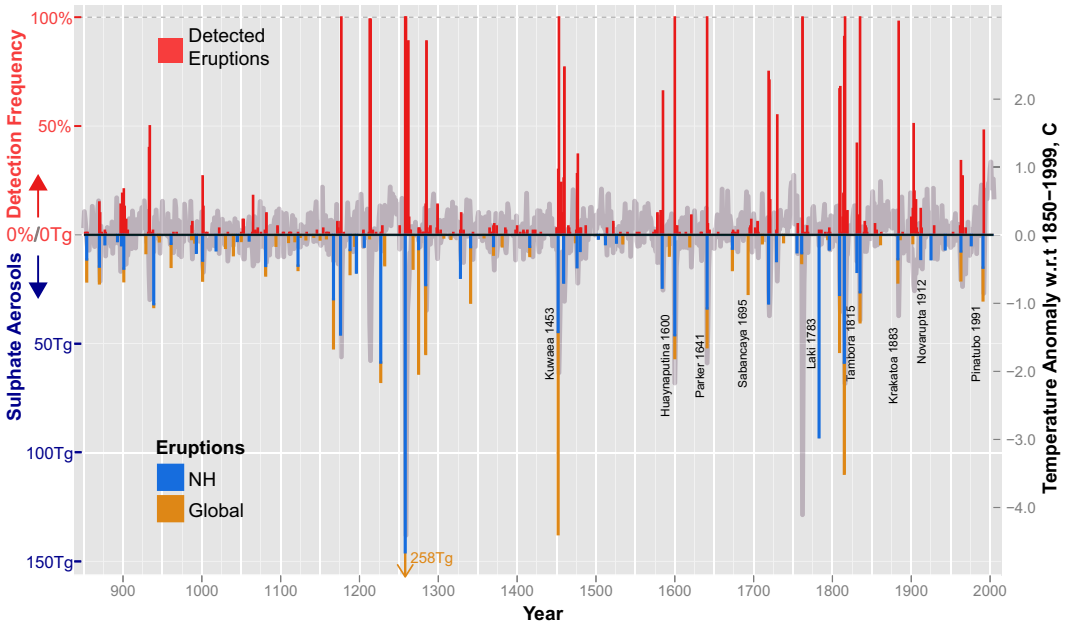 100%
50%
0%/0Tg
50Tg
100Tg
150Tg
Sulphate Aerosols
Detection Frequency
Detected
Eruptions
Eruptions
NH
Global
258Tg
Kuwaea 1453
Huaynaputina 1600
Parker 1641
Sabancaya 1695
Laki 1783
Tambora 1815
Krakatoa 1883
Novarupta 1912
Pinatubo 1991
2.0
1.0
0.0
−1.0
−2.0
−3.0
−4.0
Temperature Anomaly w.r.t 1850−1999, C
900 1000 1100 1200 1300 1400 1500 1600 1700 1800 1900 2000
Year